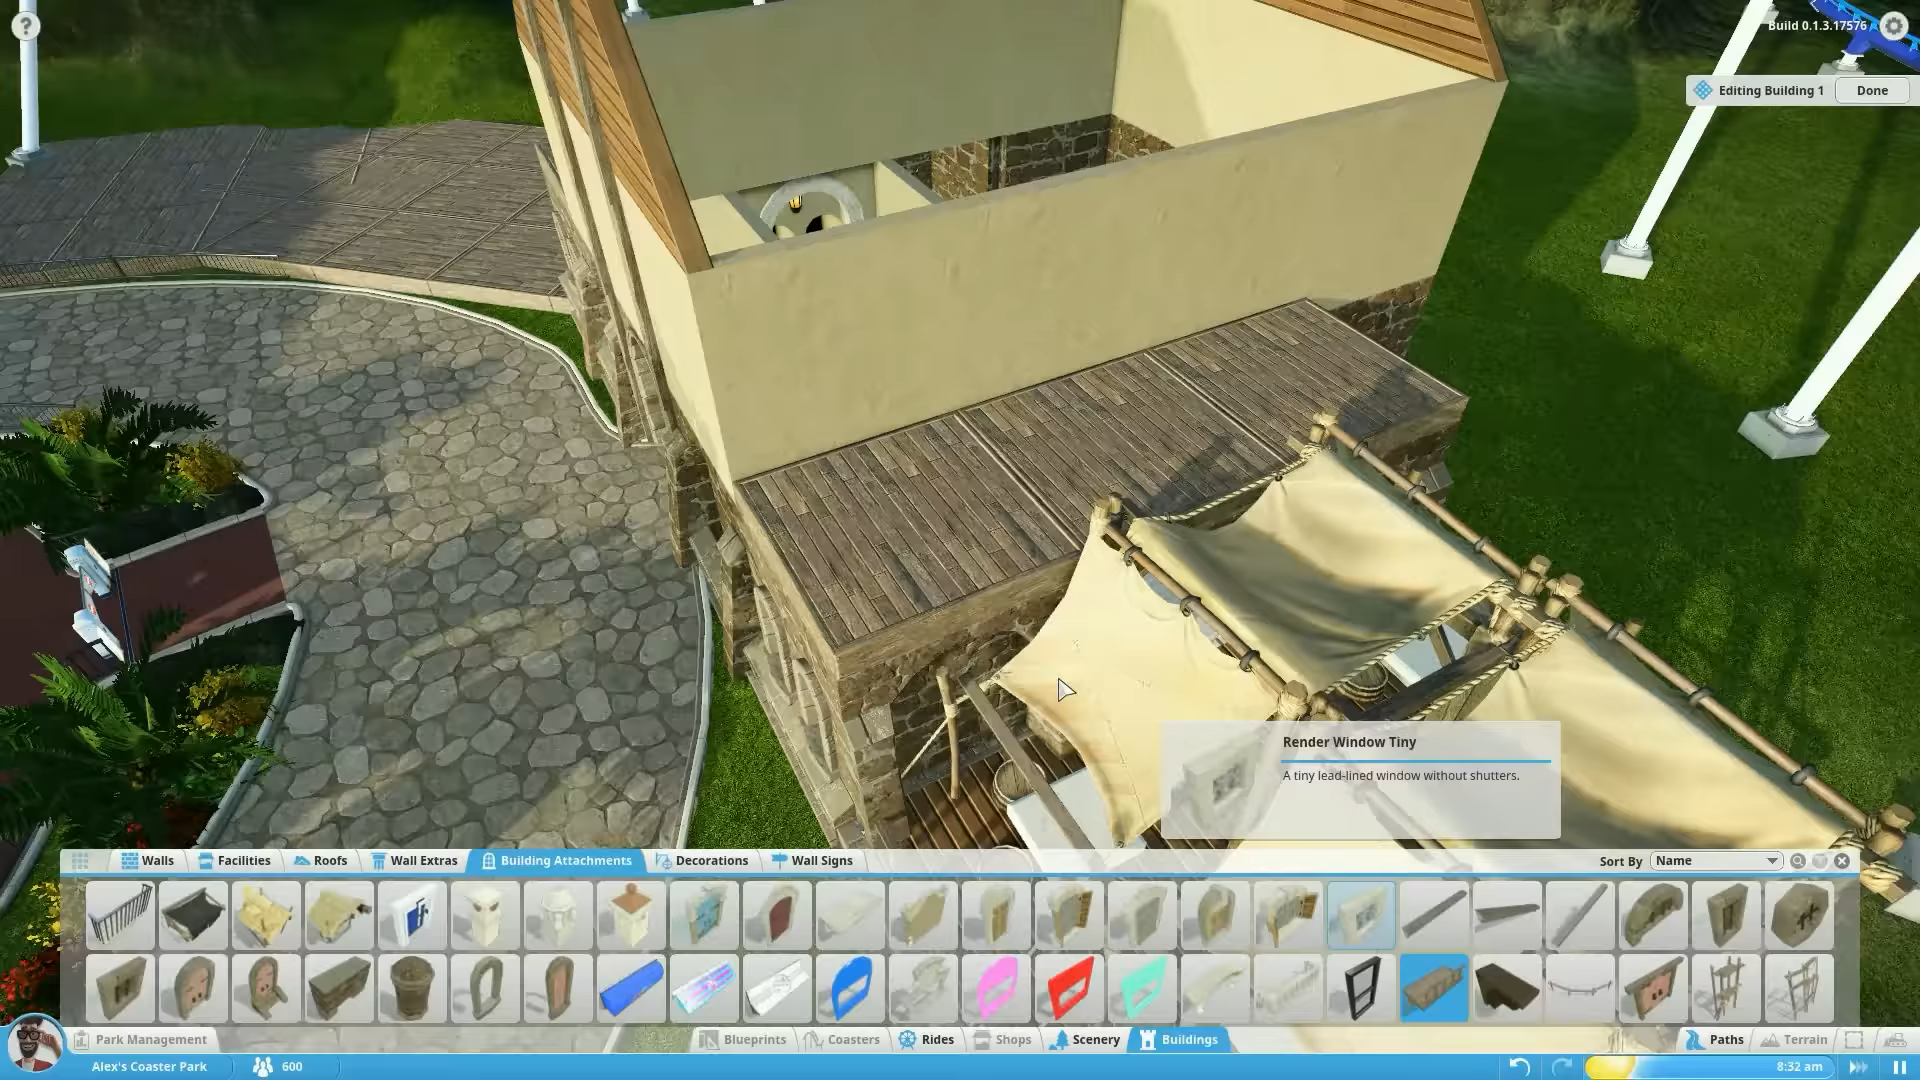 ?
Build 0.1.3.17576
Editing Building 1 Done
Render Window Tiny
A tiny lead-lined window without shutters.
Walls Facilities Roofs Wall Extras Building Attachments Decorations Wall Signs Sort By Name
Park Management Blueprints Coasters Rides Shops Scenery Buildings Paths Terrain
Alex's Coaster Park 600 8:32 am